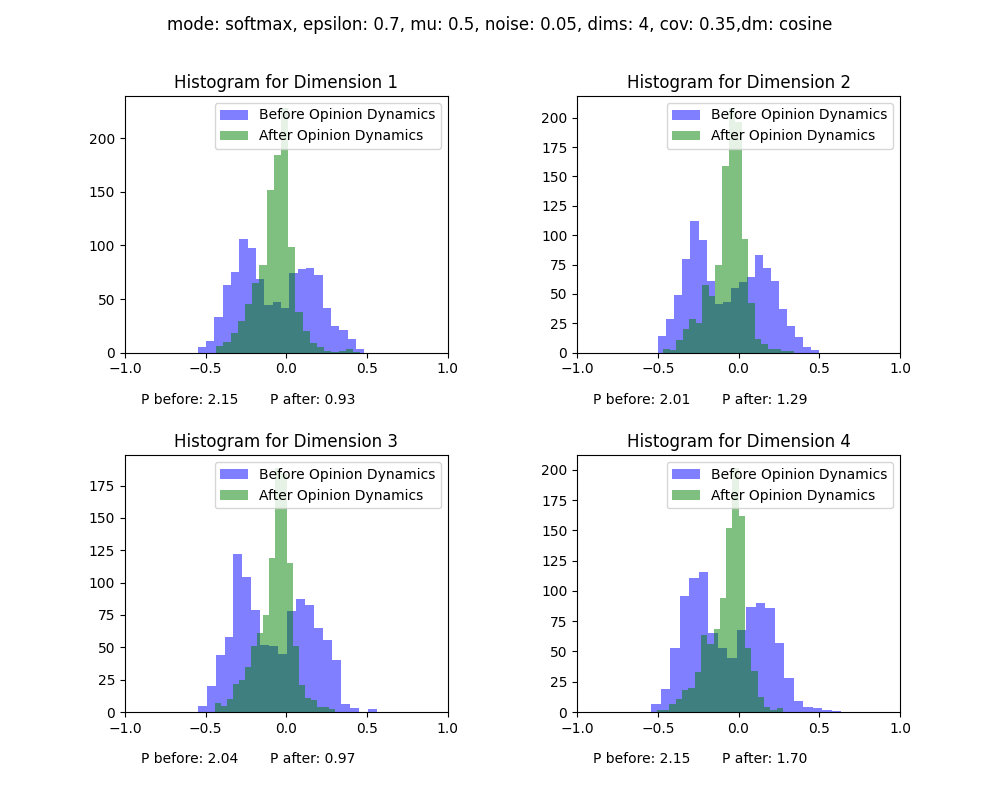 mode: softmax, epsilon: 0.7, mu: 0.5, noise: 0.05, dims: 4, cov: 0.35,dm: cosine
Histogram for Dimension 1
Before Opinion Dynamics
After Opinion Dynamics
200
150
100
50
0
−1.0 −0.5 0.0 0.5 1.0
P before: 2.15 P after: 0.93
Histogram for Dimension 2
Before Opinion Dynamics
After Opinion Dynamics
200
175
150
125
100
75
50
25
0
−1.0 −0.5 0.0 0.5 1.0
P before: 2.01 P after: 1.29
Histogram for Dimension 3
Before Opinion Dynamics
After Opinion Dynamics
175
150
125
100
75
50
25
0
−1.0 −0.5 0.0 0.5 1.0
P before: 2.04 P after: 0.97
Histogram for Dimension 4
Before Opinion Dynamics
After Opinion Dynamics
200
175
150
125
100
75
50
25
0
−1.0 −0.5 0.0 0.5 1.0
P before: 2.15 P after: 1.70